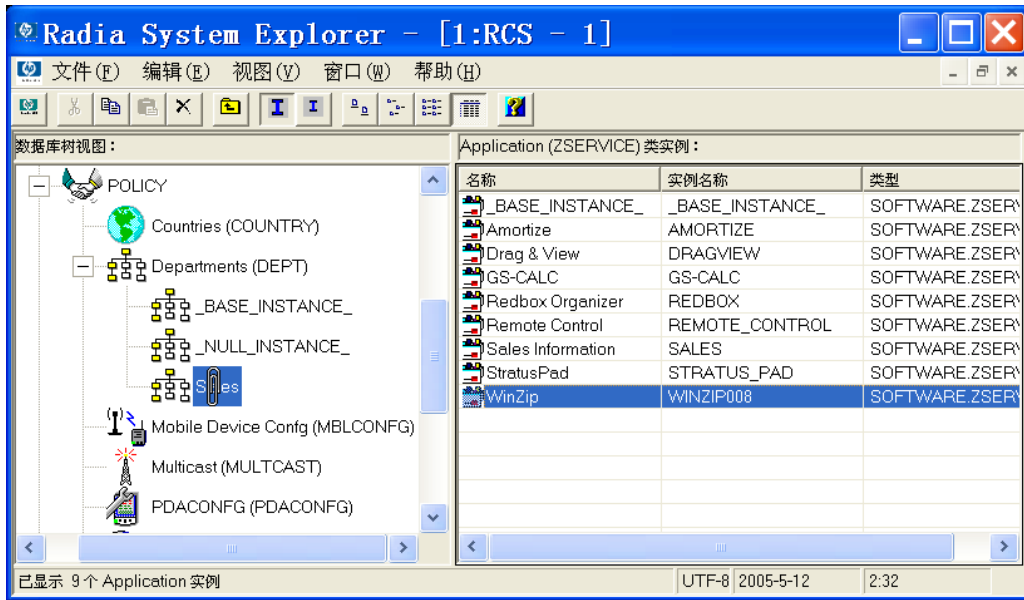 Radia System Explorer - [1:RCS - 1]
文件(F) 编辑(E) 视图(V) 窗口(W) 帮助(H)
数据库树视图：
POLICY
Countries (COUNTRY)
Departments (DEPT)
_BASE_INSTANCE_
_NULL_INSTANCE_
Mobile Device Confg (MBLCONFG)
Multicast (MULTCAST)
PDACONFG (PDACONFG)
Application (ZSERVICE) 类实例：
名称 实例名称 类型
_BASE_INSTANCE_ _BASE_INSTANCE_ SOFTWARE.ZSER
Amortize AMORTIZE SOFTWARE.ZSER
Drag & View DRAGVIEW SOFTWARE.ZSER
GS-CALC GS-CALC SOFTWARE.ZSER
Redbox Organizer REDBOX SOFTWARE.ZSER
Remote Control REMOTE_CONTROL SOFTWARE.ZSER
Sales Information SALES SOFTWARE.ZSER
StratusPad STRATUS_PAD SOFTWARE.ZSER
WinZip WINZIP008 SOFTWARE.ZSER
已显示 9个 Application 实例 UTF-8 2005-5-12 2:32